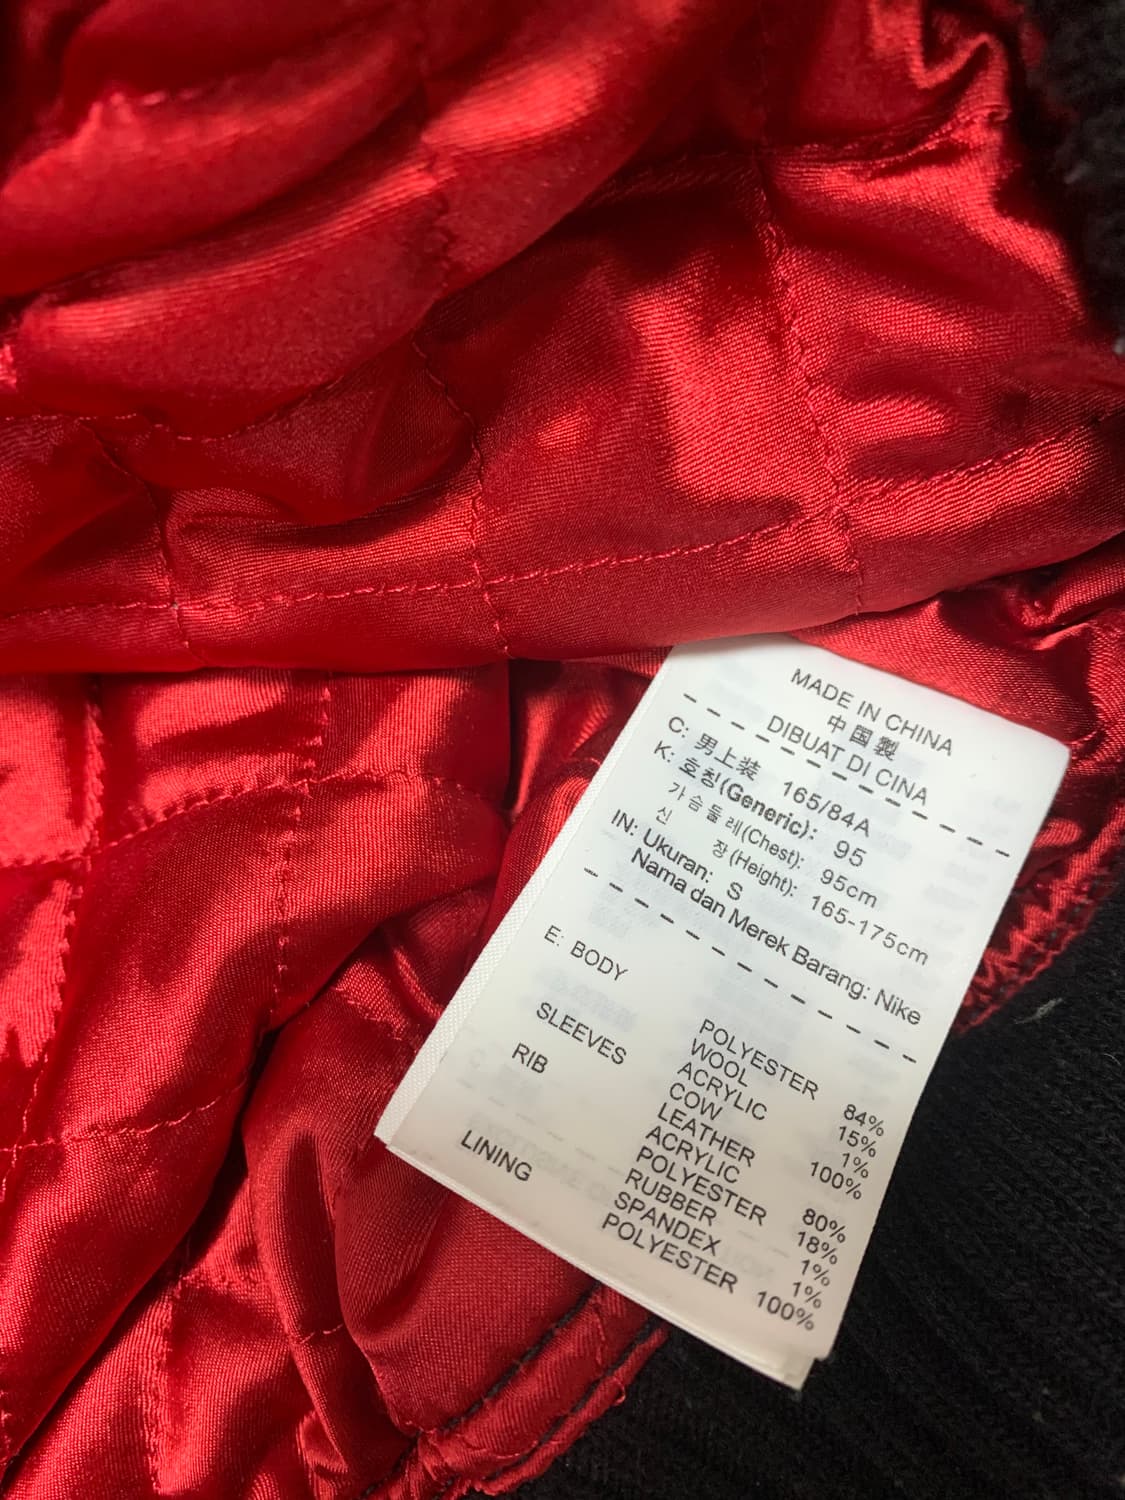 MADE IN CHINA
中国製
DIBUAT DI CINA
C: 男上装 165/84A
K: 호칭(Generic): 95
가슴둘레(Chest): 95cm
신 장(Height): 165-175cm
IN: Ukuran: S
Nama dan Merek Barang: Nike
E: BODY POLYESTER 84%
WOOL 15%
ACRYLIC 1%
SLEEVES COW 100%
LEATHER
RIB ACRYLIC 80%
POLYESTER 18%
RUBBER 1%
SPANDEX 1%
LINING POLYESTER 100%